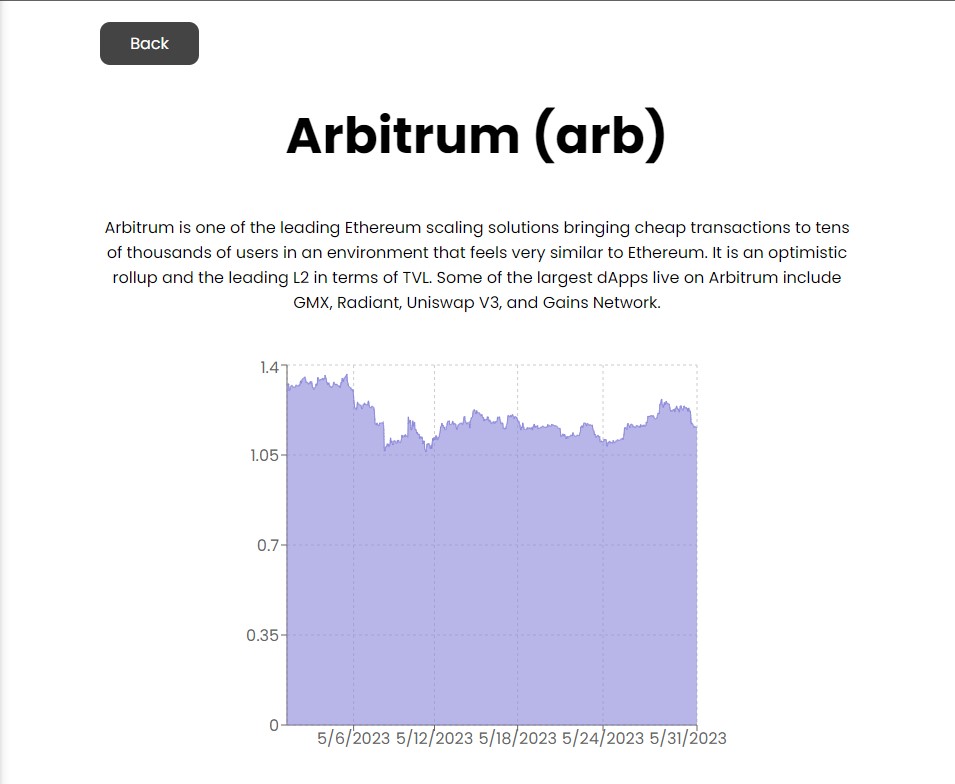 Back
Arbitrum (arb)
Arbitrum is one of the leading Ethereum scaling solutions bringing cheap transactions to tens
of thousands of users in an environment that feels very similar to Ethereum. It is an optimistic
rollup and the leading L2 in terms of TVL. Some of the largest dApps live on Arbitrum include
GMX, Radiant, Uniswap V3, and Gains Network.
1.4
1.05
0.7
0.35
0
5/6/2023 5/12/2023 5/18/2023 5/24/2023 5/31/2023